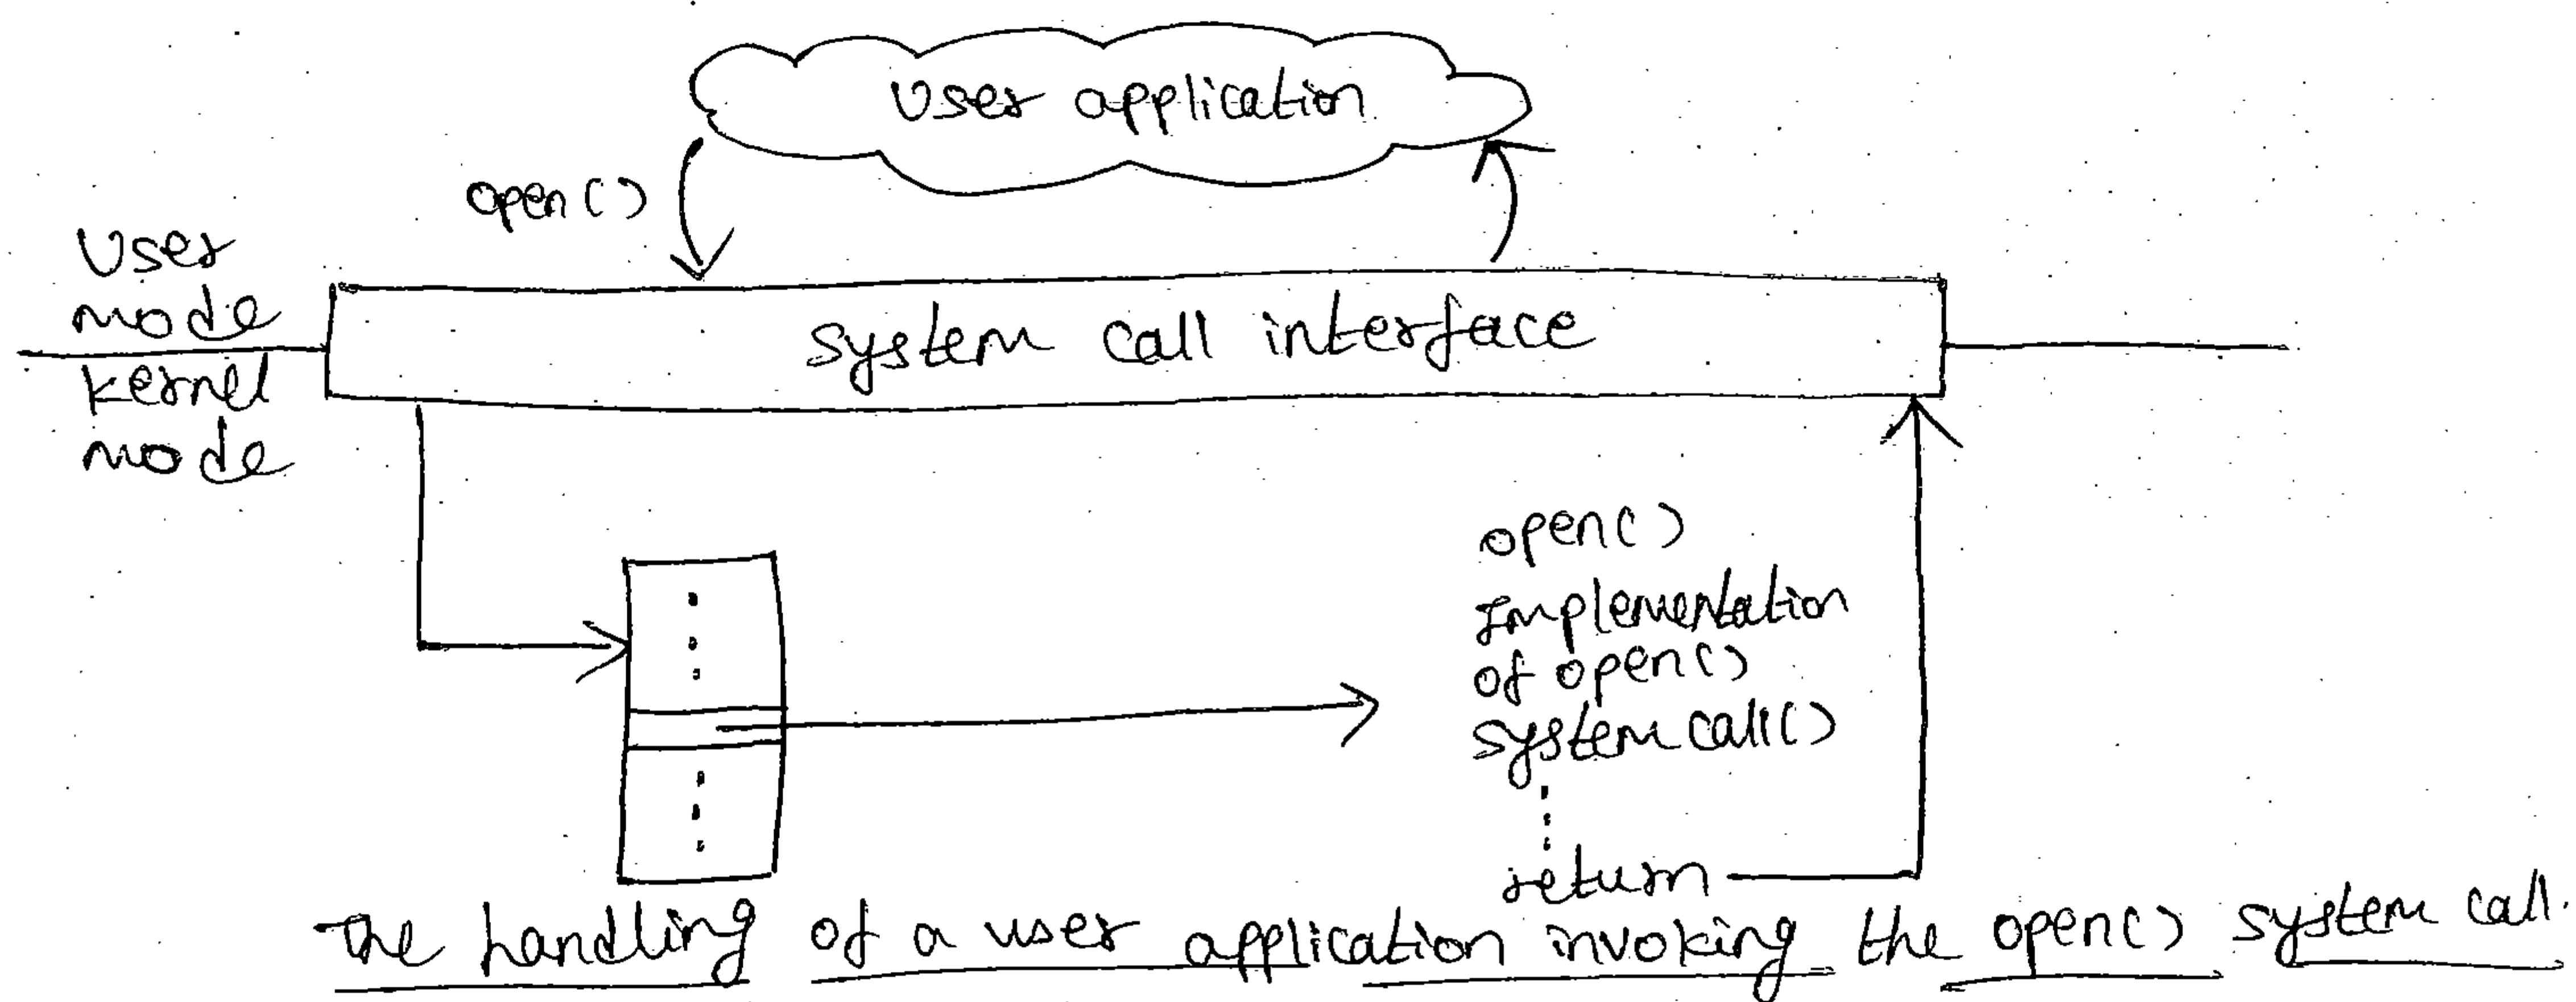 User application
open()
User
mode
system call interface
kernel
mode
open()
Implementation
of open()
system call()
return
The handling of a user application invoking the open() system call.